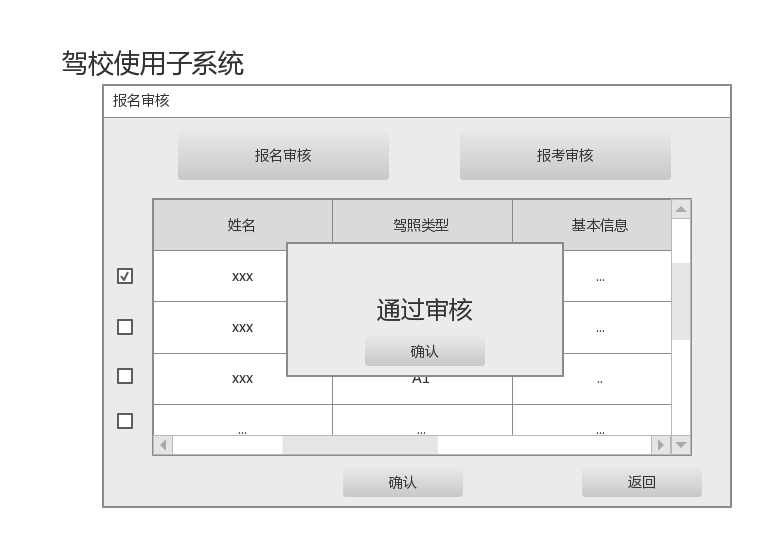 驾校使用子系统
报名审核
报名审核 报考审核
姓名 驾照类型 基本信息
xxx ...
xxx ...
通过审核
确认
xxx A1 ..
... ... ...
确认 返回